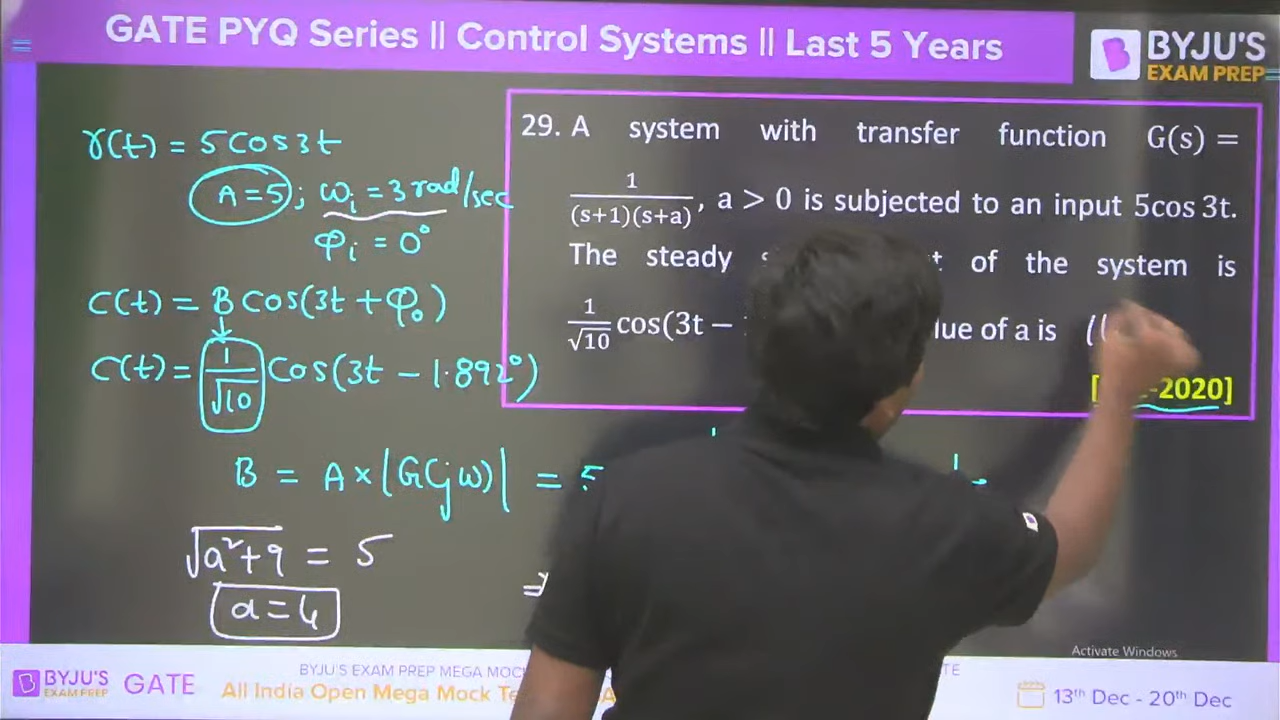 GATE PYQ Series || Control Systems || Last 5 Years
BYJU'S
EXAM PREP
r(t) = 5cos3t
A=5 ; ωi = 3 rad/sec
φi = 0°
C(t) = B Cos(3t + φo)
C(t) = 1/√10 Cos(3t - 1.892°)
B = A × |G(jω)| = 5
√a²+9 = 5
a=4
29. A system with transfer function G(s) =
1/(s+1)(s+a), a > 0 is subjected to an input 5cos 3t.
The steady of the system is
1/√10 cos(3t − of a is
-2020]
BYJU'S
EXAM PREP
GATE
BYJU'S EXAM PREP MEGA
All India Open Mega Mock
Activate Windows
13th Dec - 20th Dec